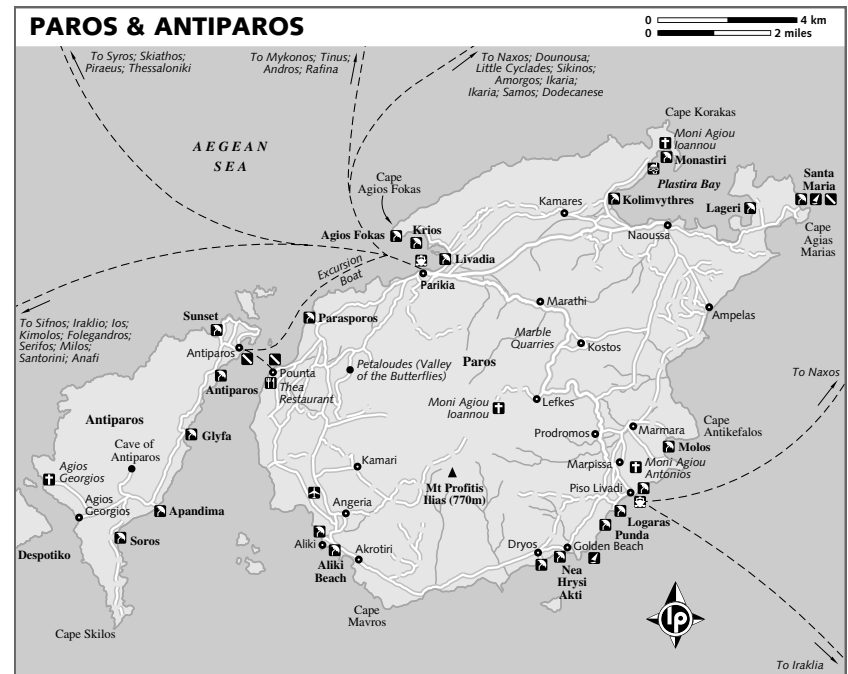 PAROS & ANTIPAROS
0 4 km
0 2 miles
To Syros; Skiathos;
Piraeus; Thessaloniki
To Mykonos; Tinus;
Andros; Rafina
To Naxos; Dounousa;
Little Cyclades; Sikinos;
Amorgos; Ikaria;
Ikaria; Samos; Dodecanese
AEGEAN
SEA
Cape Korakas
Moni Agiou
Ioannou
Monastiri
Plastira Bay
Santa
Maria
Cape
Agios Fokas
Kamares
Kolimvythres
Lageri
Cape
Agias
Marias
Agios Fokas
Krios
Naoussa
Livadia
Excursion
Boat
Parikia
Marathi
Ampelas
To Sifnos; Iraklio; Ios;
Kimolos; Folegandros;
Serifos; Milos;
Santorini; Anafi
Sunset
Parasporos
Marble
Quarries
Kostos
Antiparos
Pounta
Thea
Restaurant
Petaloudes (Valley
of the Butterflies)
Paros
To Naxos
Antiparos
Moni Agiou
Ioannou
Lefkes
Antiparos
Glyfa
Cape
Antikefalos
Prodromos
Marmara
Molos
Cave of
Antiparos
Kamari
Marpissa
Moni Agiou
Antonios
Agios
Georgios
Mt Profitis
Ilias (770m)
Piso Livadi
Agios
Georgios
Apandima
Angeria
Logaras
Punda
Despotiko
Soros
Aliki
Aliki
Beach
Akrotiri
Dryos
Golden Beach
Nea
Hrysi
Akti
Cape
Mavros
Cape Skilos
lp
To Iraklia